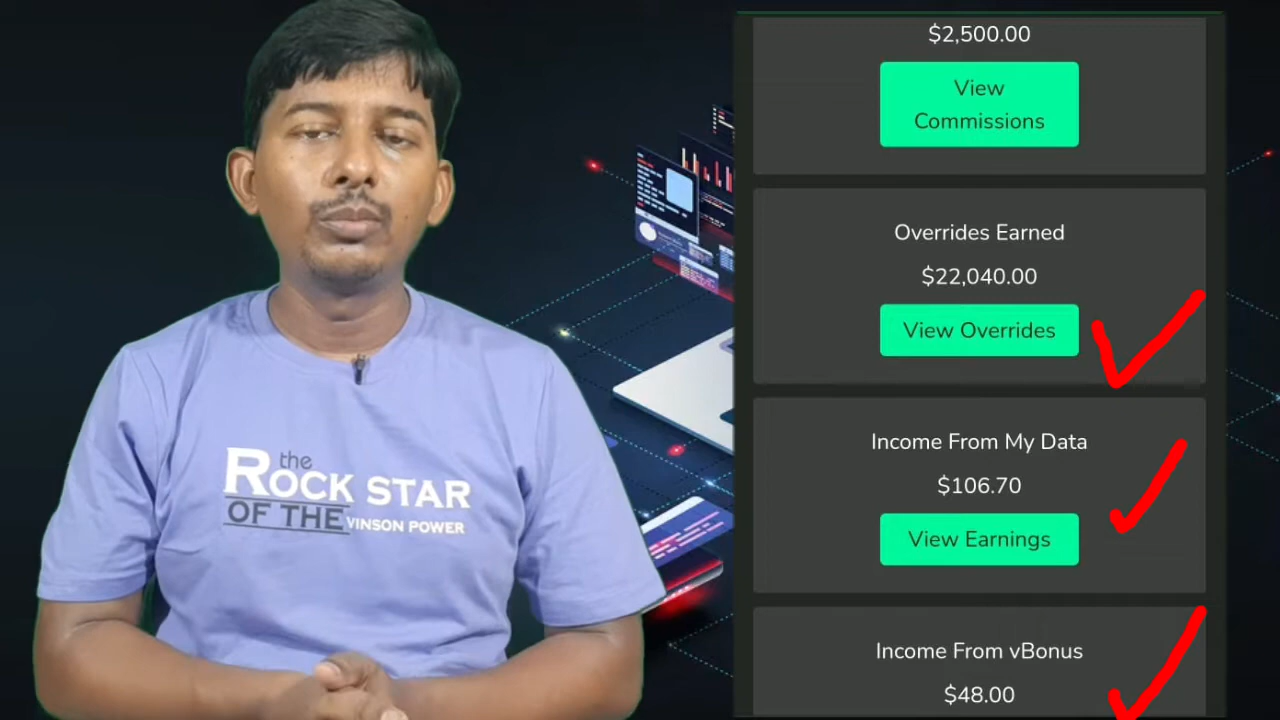 the
ROCK STAR
OF THE VINSON POWER
$2,500.00
View
Commissions
Overrides Earned
$22,040.00
View Overrides
Income From My Data
$106.70
View Earnings
Income From vBonus
$48.00